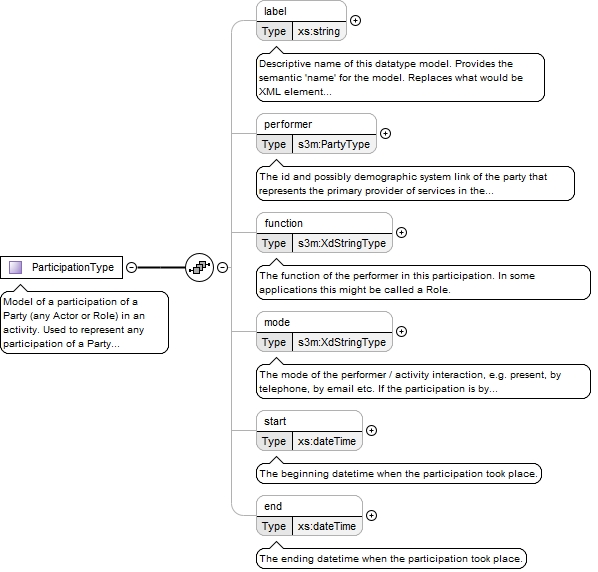 label
Type xs:string
Descriptive name of this datatype model. Provides the
semantic 'name' for the model. Replaces what would be
XML element...
performer
Type s3m:PartyType
The id and possibly demographic system link of the party that
represents the primary provider of services in the...
function
Type s3m:XdStringType
The function of the performer in this participation. In some
applications this might be called a Role.
ParticipationType
Model of a participation of a
Party (any Actor or Role) in an
activity. Used to represent any
participation of a Party...
mode
Type s3m:XdStringType
The mode of the performer / activity interaction, e.g. present, by
telephone, by email etc. If the participation is by...
start
Type xs:dateTime
The beginning datetime when the participation took place.
end
Type xs:dateTime
The ending datetime when the participation took place.